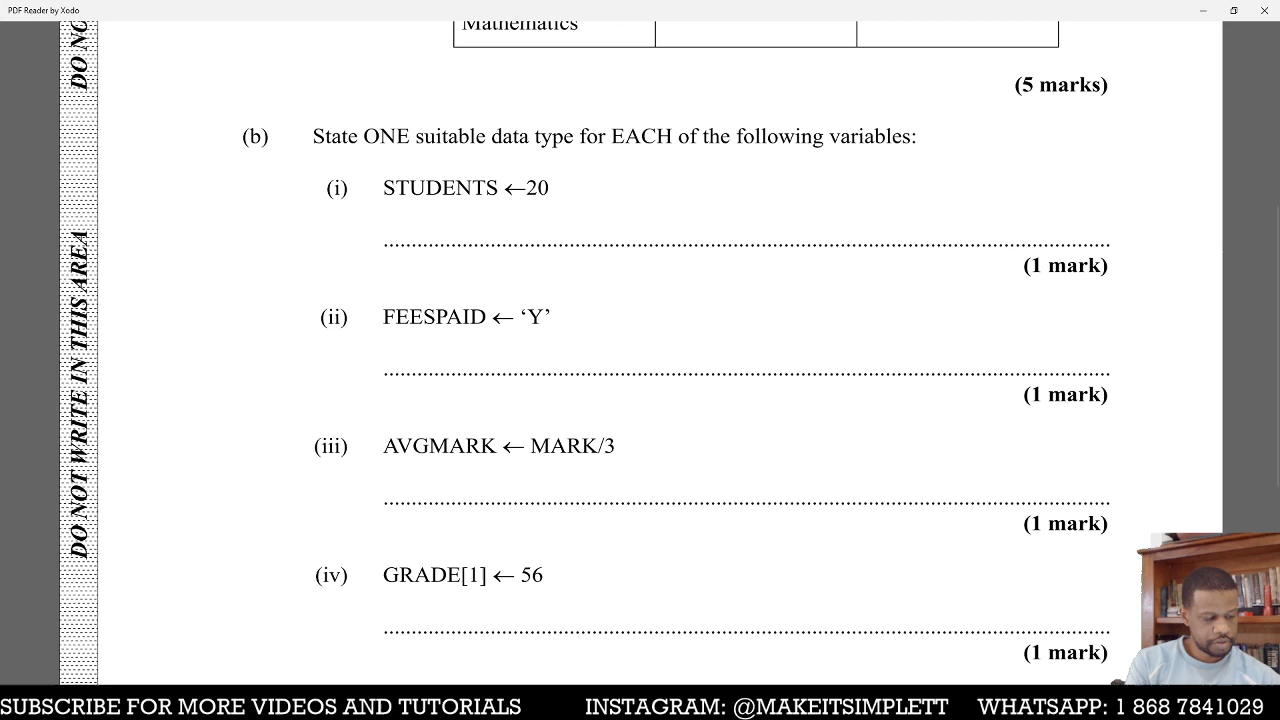 PDF Reader by Xodo
Mathematics
DO NO
(5 marks)
(b) State ONE suitable data type for EACH of the following variables:
(i) STUDENTS ←20
................................................................................................................................
(1 mark)
(ii) FEESPAID ← ‘Y’
................................................................................................................................
(1 mark)
DO NOT WRITE IN THIS AREA
(iii) AVGMARK ← MARK/3
................................................................................................................................
(1 mark)
(iv) GRADE[1] ← 56
................................................................................................................................
(1 mark)
SUBSCRIBE FOR MORE VIDEOS AND TUTORIALS INSTAGRAM: @MAKEITSIMPLETT WHATSAPP: 1 868 7841029